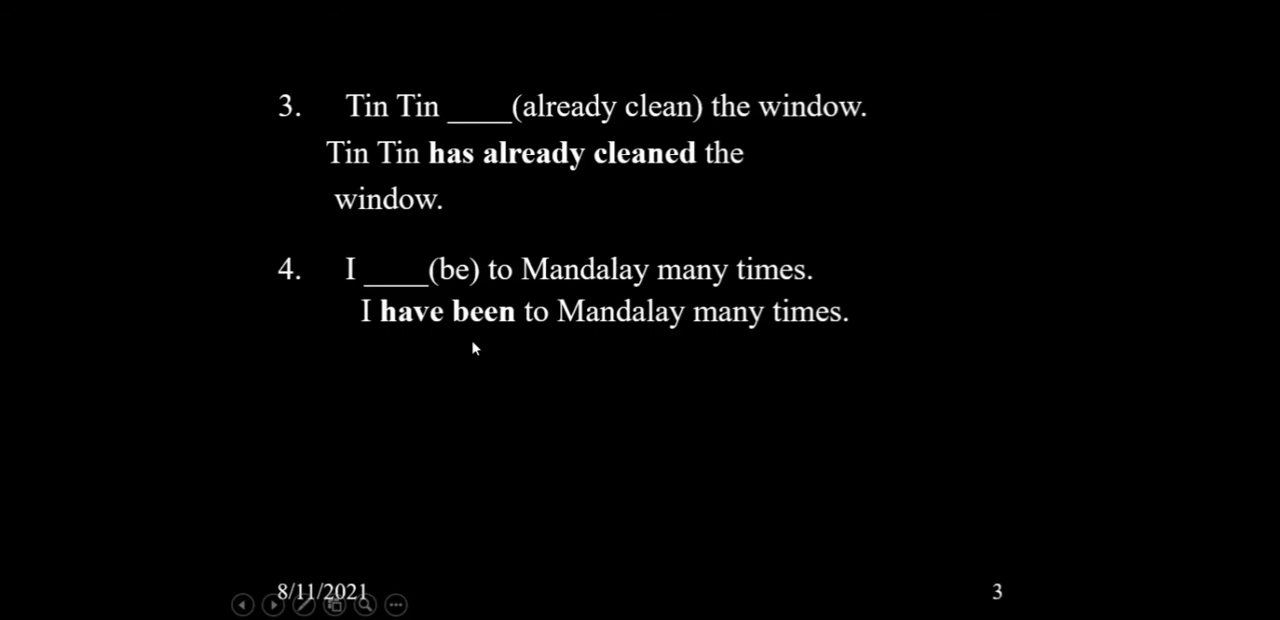 3. Tin Tin ____(already clean) the window.
Tin Tin has already cleaned the
window.
4. I ____(be) to Mandalay many times.
I have been to Mandalay many times.
8/11/2021
3